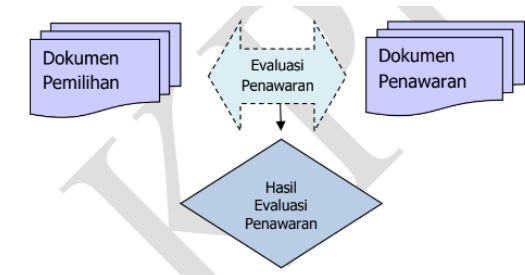 Dokumen
Pemilihan
Evaluasi
Penawaran
Dokumen
Penawaran
Hasil
Evaluasi
Penawaran